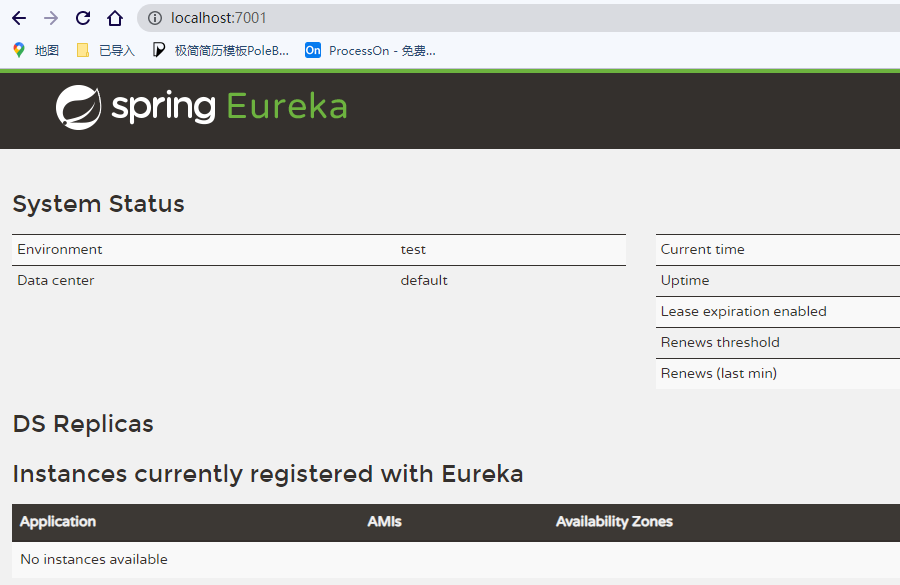 localhost:7001
地图 已导入 极简简历模板PoleB... On ProcessOn - 免费...
spring Eureka
System Status
Environment test
Data center default
Current time
Uptime
Lease expiration enabled
Renews threshold
Renews (last min)
DS Replicas
Instances currently registered with Eureka
Application AMIs Availability Zones
No instances available